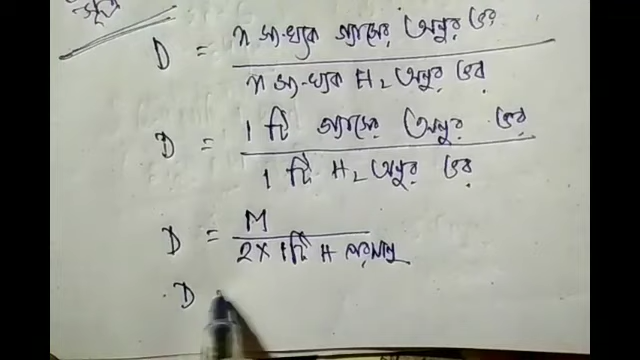 সূত্র
D = n সংখ্যক গ্যাসের অনুর ভর / n সংখ্যক H₂ অনুর ভর
D = 1 টি গ্যাসের অনুর ভর / 1 টি H₂ অনুর ভর
D = M / 2 × 1 টি H পরমানু
D